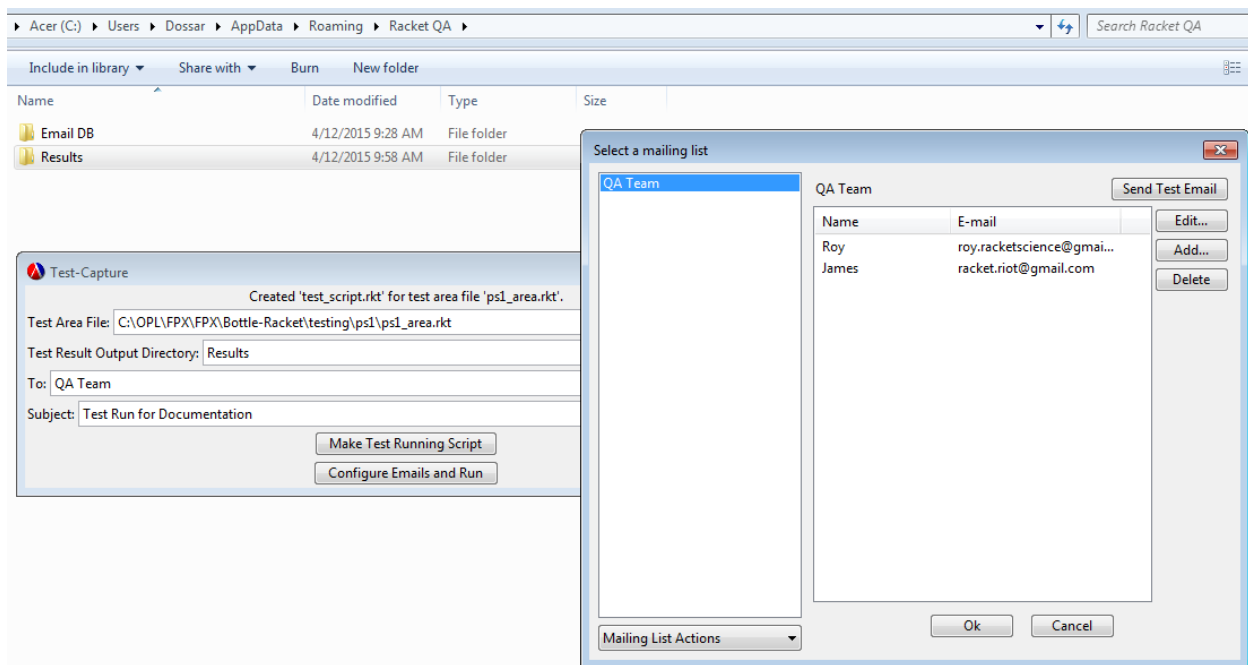 Acer (C:) Users Dossar AppData Roaming Racket QA Search Racket QA
Include in library Share with Burn New folder
Name Date modified Type Size
Email DB 4/12/2015 9:28 AM File folder
Results 4/12/2015 9:58 AM File folder
Test-Capture
Created 'test_script.rkt' for test area file 'ps1_area.rkt'.
Test Area File: C:\OPL\FPX\FPX\Bottle-Racket\testing\ps1\ps1_area.rkt
Test Result Output Directory: Results
To: QA Team
Subject: Test Run for Documentation
Make Test Running Script
Configure Emails and Run
Select a mailing list
QA Team
QA Team Send Test Email
Name E-mail Edit...
Roy roy.racketscience@gmai... Add...
James racket.riot@gmail.com Delete
Ok Cancel
Mailing List Actions